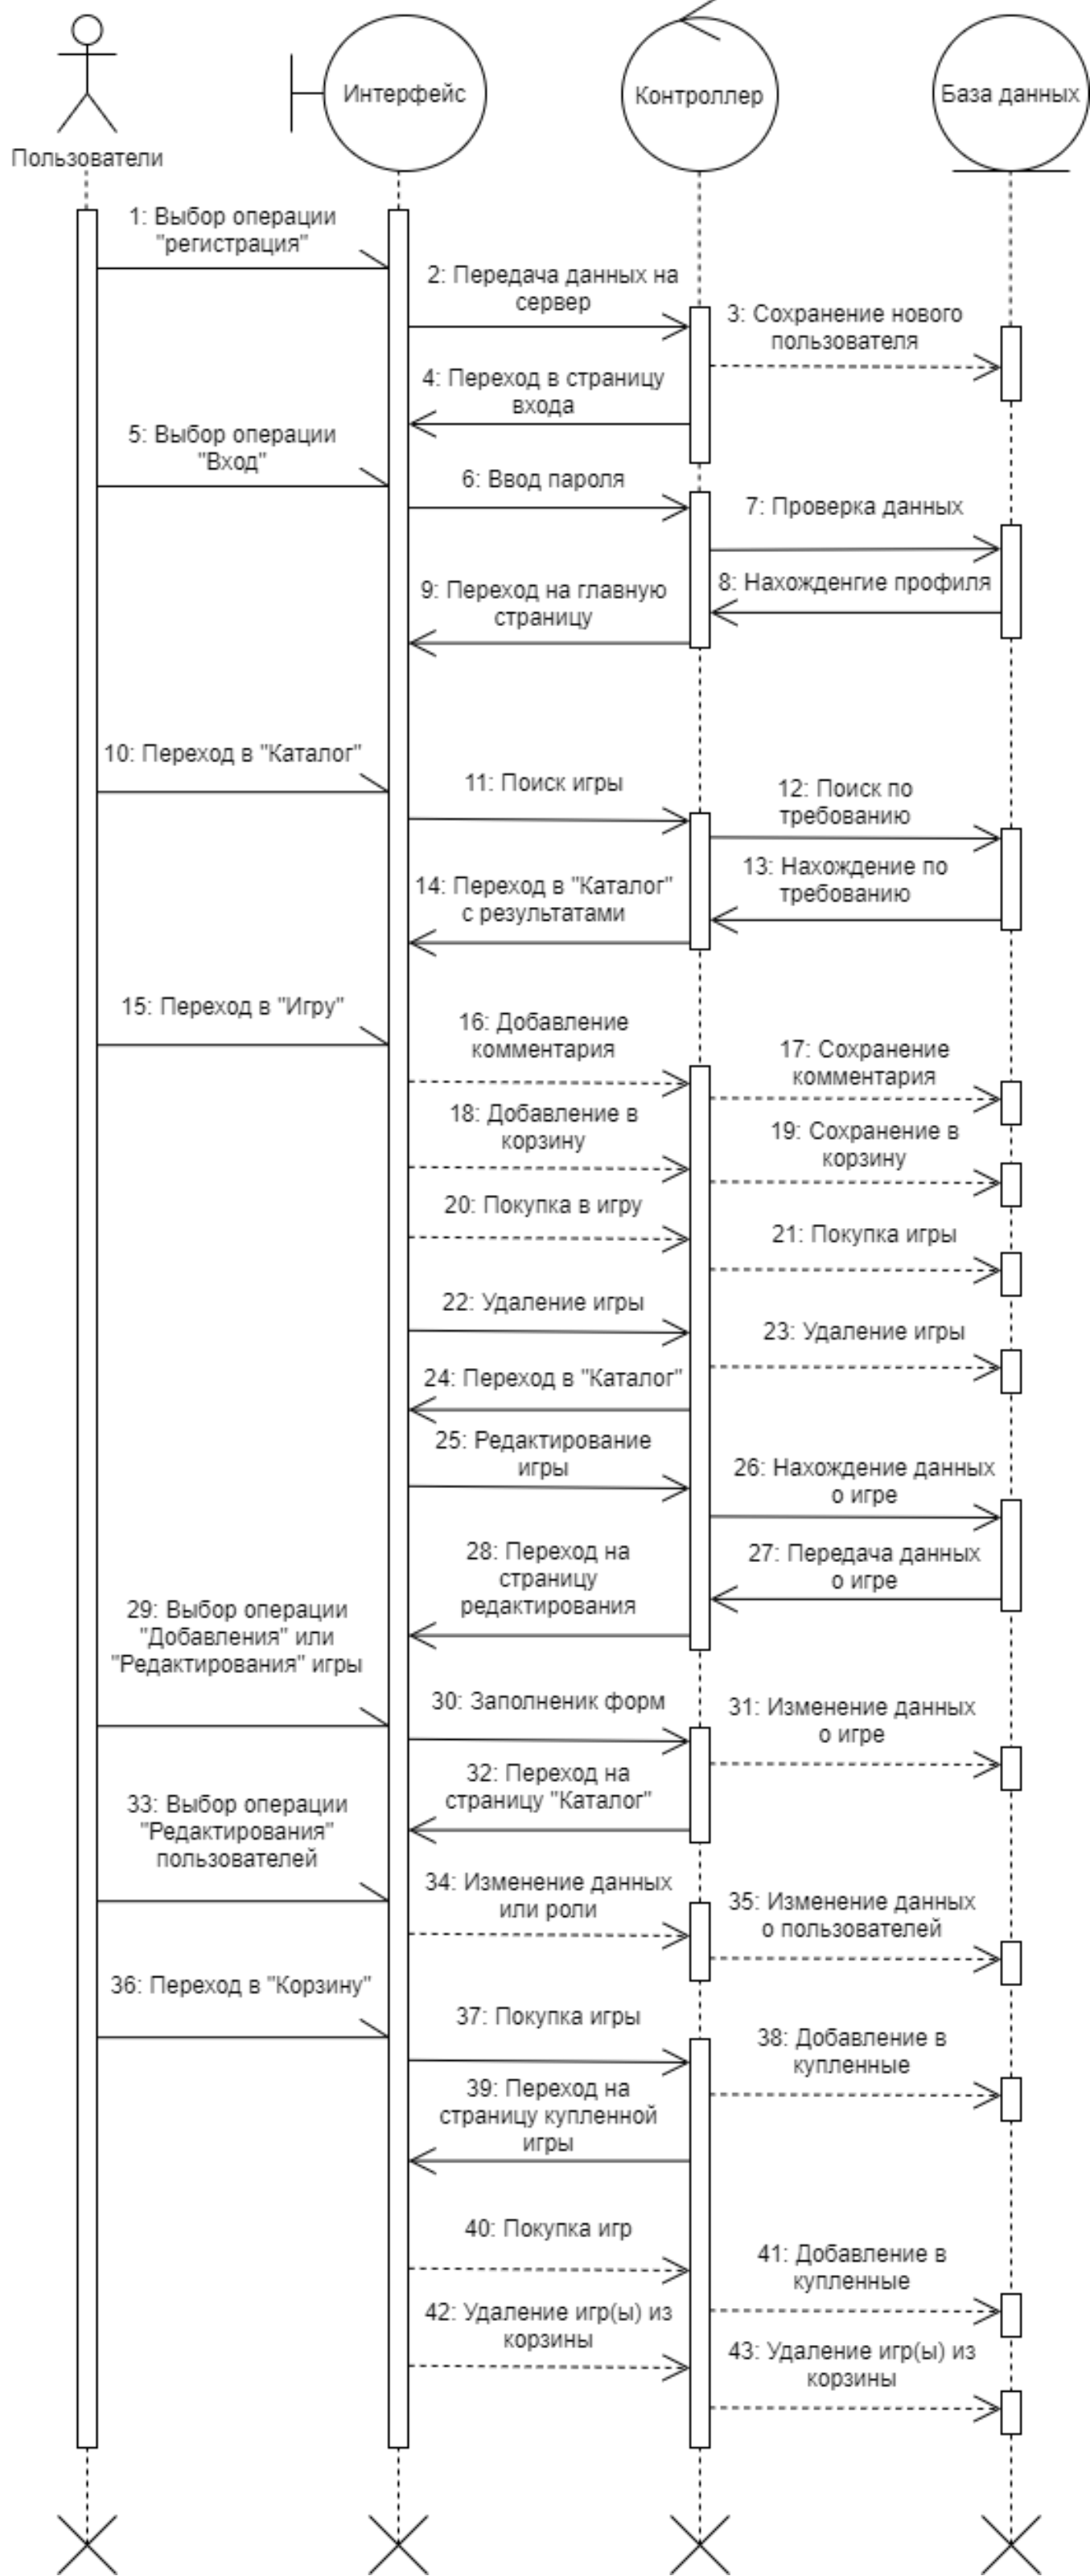 Пользователи
Интерфейс
Контроллер
База данных
1: Выбор операции
"регистрация"
2: Передача данных на
сервер
3: Сохранение нового
пользователя
4: Переход в страницу
входа
5: Выбор операции
"Вход"
6: Ввод пароля
7: Проверка данных
8: Нахожденгие профиля
9: Переход на главную
страницу
10: Переход в "Каталог"
11: Поиск игры
12: Поиск по
требованию
13: Нахождение по
требованию
14: Переход в "Каталог"
с результатами
15: Переход в "Игру"
16: Добавление
комментария
17: Сохранение
комментария
18: Добавление в
корзину
19: Сохранение в
корзину
20: Покупка в игру
21: Покупка игры
22: Удаление игры
23: Удаление игры
24: Переход в "Каталог"
25: Редактирование
игры
26: Нахождение данных
о игре
27: Передача данных
о игре
28: Переход на
страницу
редактирования
29: Выбор операции
"Добавления" или
"Редактирования" игры
30: Заполненик форм
31: Изменение данных
о игре
32: Переход на
страницу "Каталог"
33: Выбор операции
"Редактирования"
пользователей
34: Изменение данных
или роли
35: Изменение данных
о пользователей
36: Переход в "Корзину"
37: Покупка игры
38: Добавление в
купленные
39: Переход на
страницу купленной
игры
40: Покупка игр
41: Добавление в
купленные
42: Удаление игр(ы) из
корзины
43: Удаление игр(ы) из
корзины